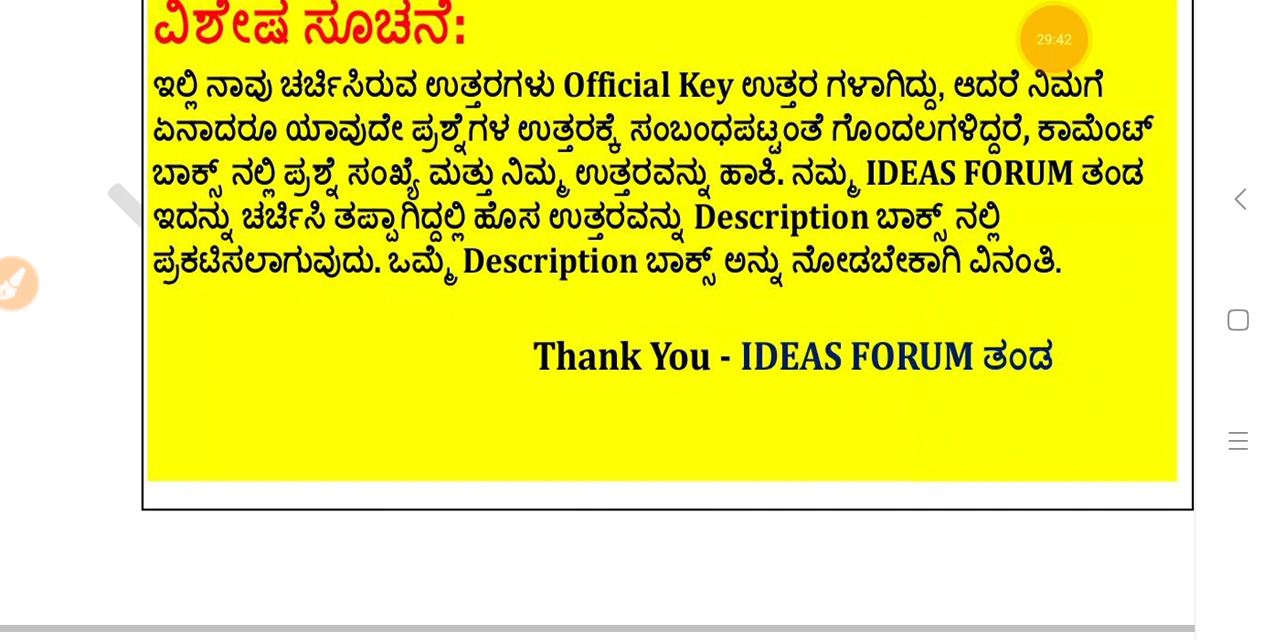 ವಿಶೇಷ ಸೂಚನೆ:
29:42
ಇಲ್ಲಿ ನಾವು ಚರ್ಚಿಸಿರುವ ಉತ್ತರಗಳು Official Key ಉತ್ತರ ಗಳಾಗಿದ್ದು, ಆದರೆ ನಿಮಗೆ
ಏನಾದರೂ ಯಾವುದೇ ಪ್ರಶ್ನೆಗಳ ಉತ್ತರಕ್ಕೆ ಸಂಬಂಧಪಟ್ಟಂತೆ ಗೊಂದಲಗಳಿದ್ದರೆ, ಕಾಮೆಂಟ್
ಬಾಕ್ಸ್ ನಲ್ಲಿ ಪ್ರಶ್ನೆ ಸಂಖ್ಯೆ ಮತ್ತು ನಿಮ್ಮ ಉತ್ತರವನ್ನು ಹಾಕಿ. ನಮ್ಮ IDEAS FORUM ತಂಡ
ಇದನ್ನು ಚರ್ಚಿಸಿ ತಪ್ಪಾಗಿದ್ದಲ್ಲಿ ಹೊಸ ಉತ್ತರವನ್ನು Description ಬಾಕ್ಸ್ ನಲ್ಲಿ
ಪ್ರಕಟಿಸಲಾಗುವುದು. ಒಮ್ಮೆ Description ಬಾಕ್ಸ್ ಅನ್ನು ನೋಡಬೇಕಾಗಿ ವಿನಂತಿ.
Thank You - IDEAS FORUM ತಂಡ